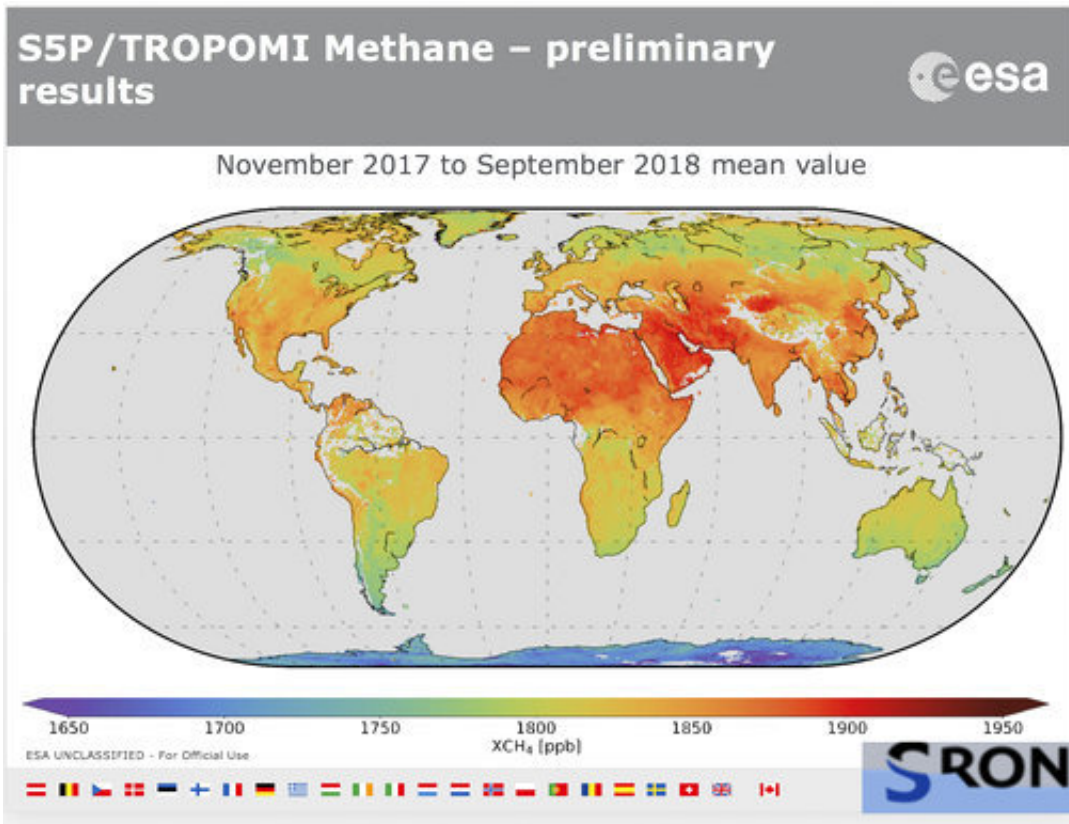 S5P/TROPOMI Methane – preliminary
results
esa
November 2017 to September 2018 mean value
1650 1700 1750 1800 1850 1900 1950
XCH₄ [ppb]
ESA UNCLASSIFIED - For Official Use
SRON